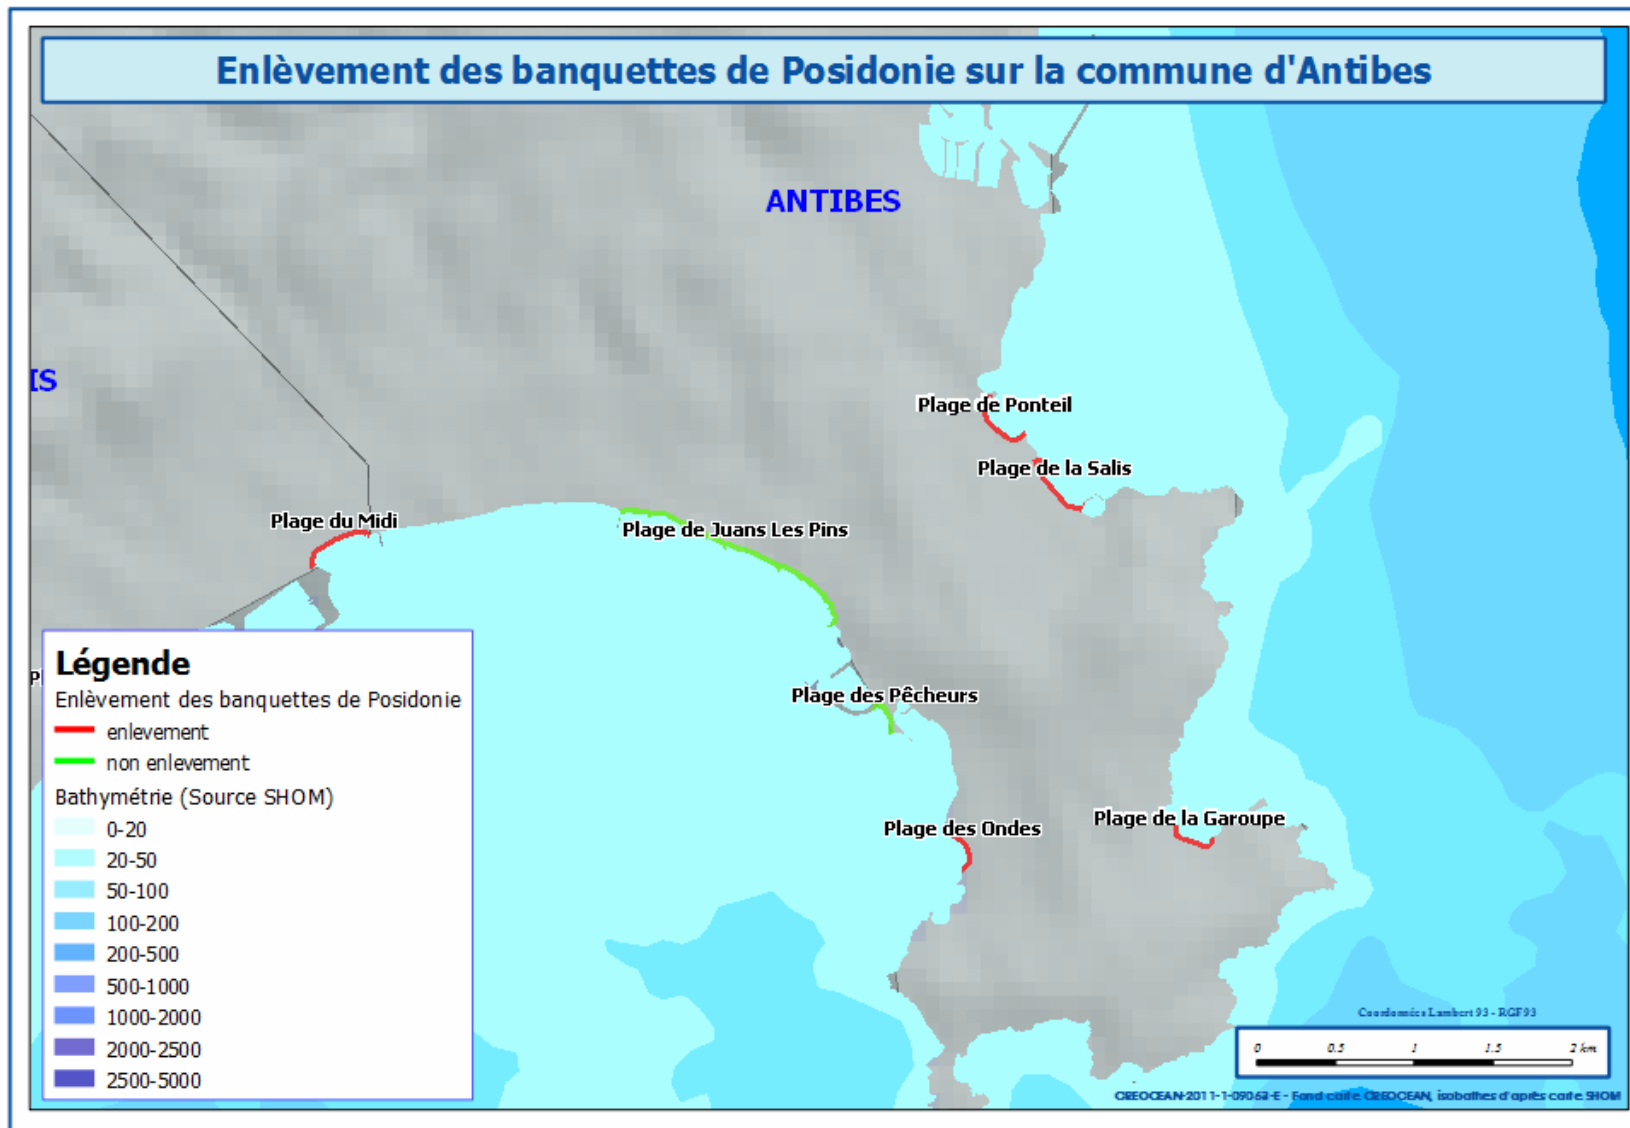 Enlèvement des banquettes de Posidonie sur la commune d'Antibes
ANTIBES
IS
Plage de Ponteil
Plage de la Salis
Plage du Midi
Plage de Juans Les Pins
Plage des Pêcheurs
Plage des Ondes
Plage de la Garoupe
Pl
Légende
Enlèvement des banquettes de Posidonie
enlevement
non enlevement
Bathymétrie (Source SHOM)
0-20
20-50
50-100
100-200
200-500
500-1000
1000-2000
2000-2500
2500-5000
Coordonnées Lambert 93 - RGF93
0 0.5 1 1.5 2 km
CREOCEAN-2011-1-09063-E - Fond carte CREOCEAN, isobathes d'après carte SHOM